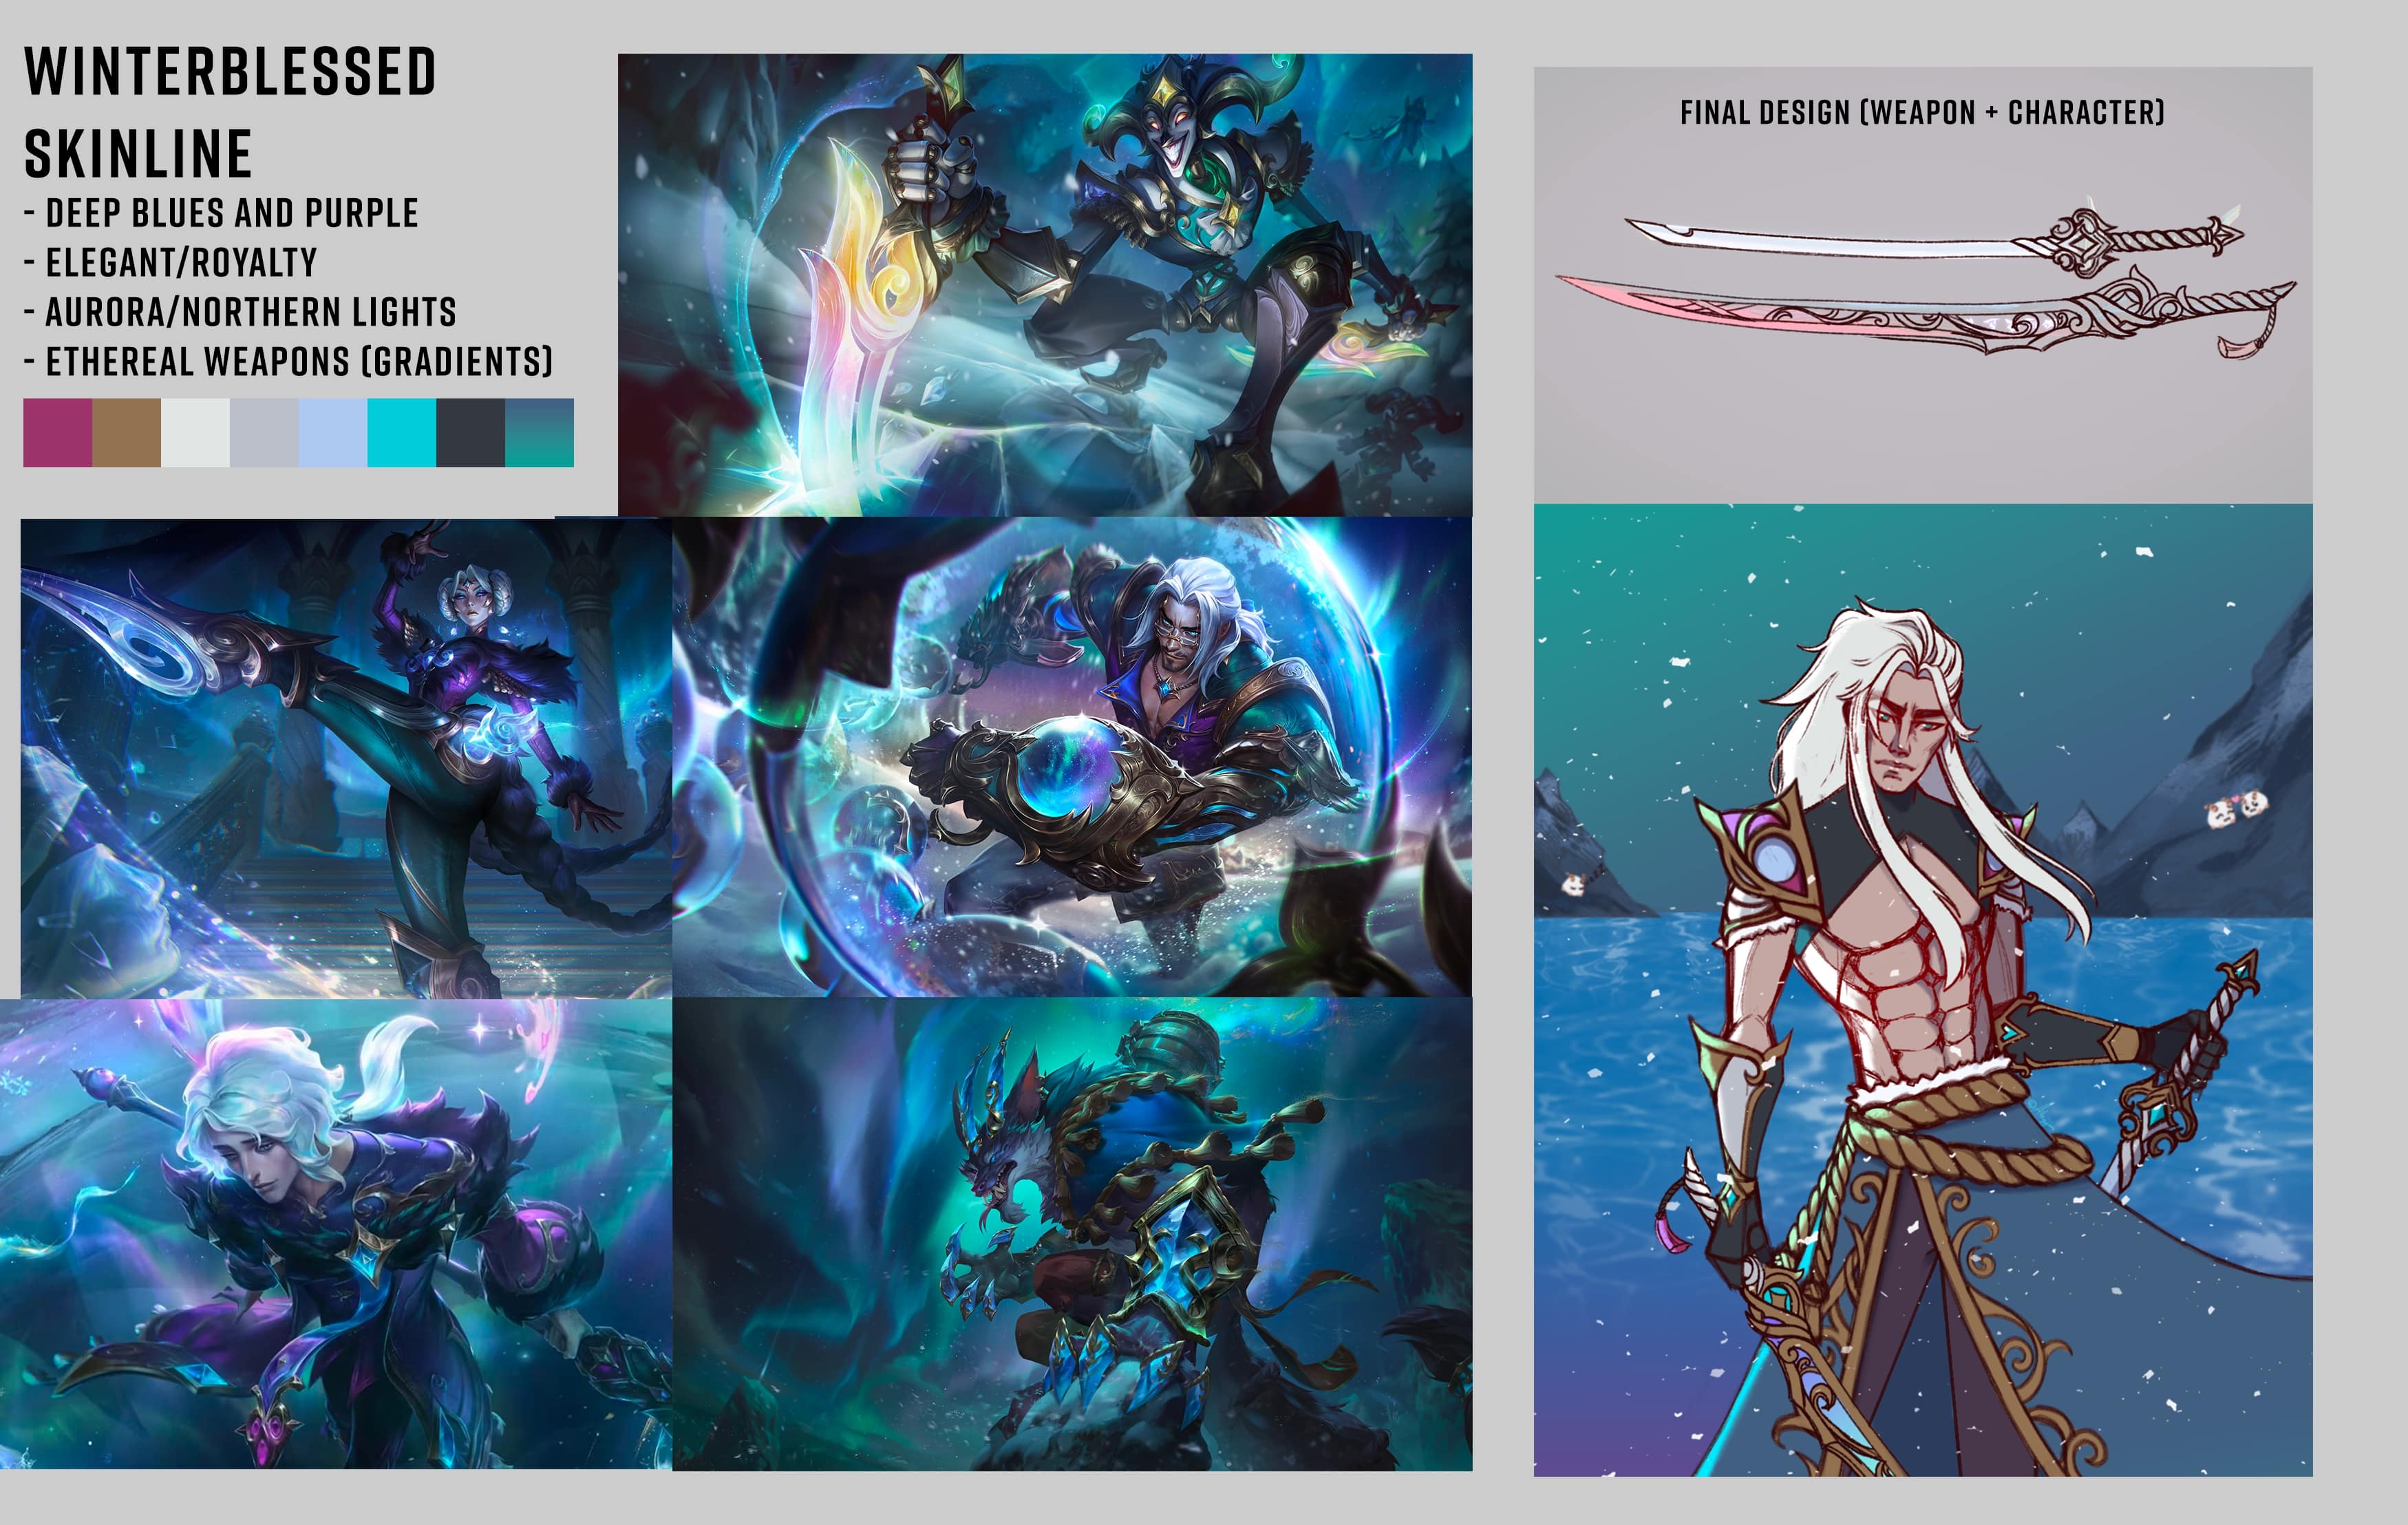 WINTERBLESSED
SKINLINE
- DEEP BLUES AND PURPLE
- ELEGANT/ROYALTY
- AURORA/NORTHERN LIGHTS
- ETHEREAL WEAPONS (GRADIENTS)
FINAL DESIGN (WEAPON + CHARACTER)